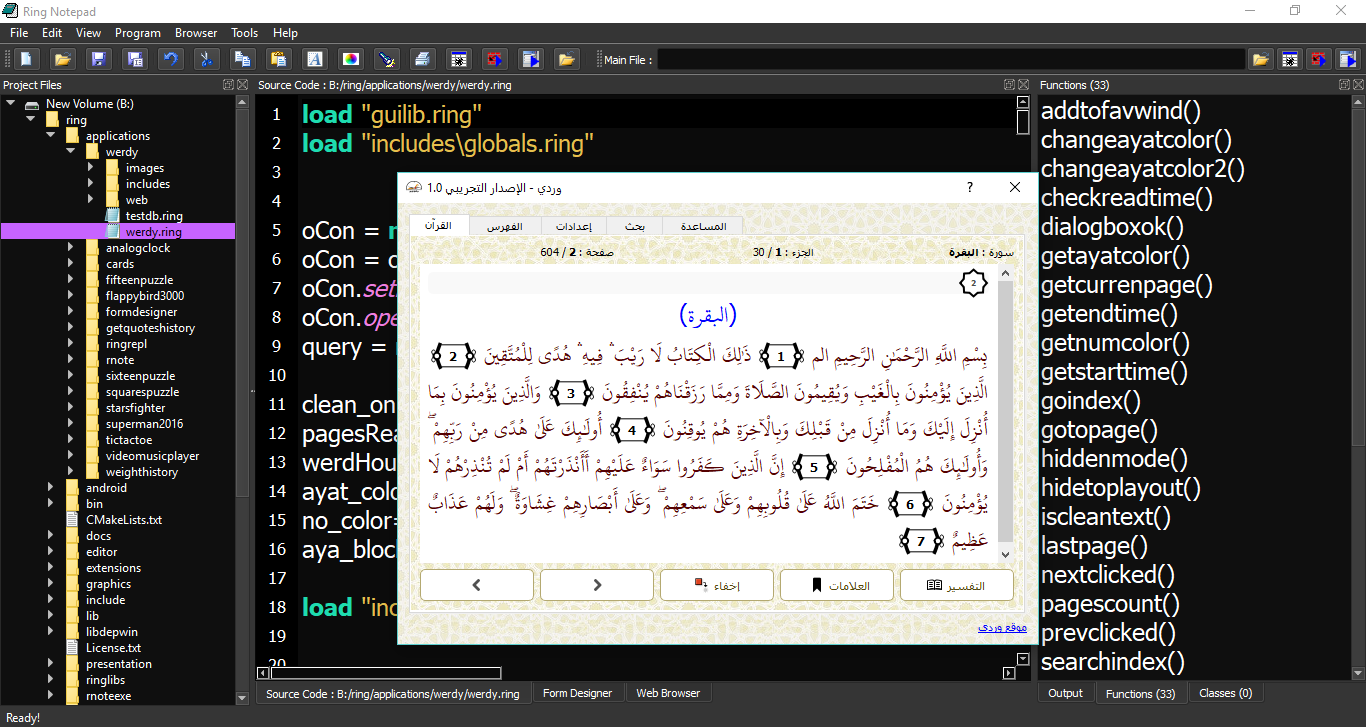 Ring Notepad
File Edit View Program Browser Tools Help
Main File :
Project Files
New Volume (B:)
ring
applications
werdy
images
includes
web
testdb.ring
werdy.ring
analogclock
cards
fifteenpuzzle
flappybird3000
formdesigner
getquoteshistory
ringrepl
rnote
sixteenpuzzle
squarespuzzle
starsfighter
superman2016
tictactoe
videomusicplayer
weighthistory
android
bin
CMakeLists.txt
docs
editor
extensions
graphics
include
lib
libdepwin
License.txt
presentation
ringlibs
rnoteexe
Source Code : B:/ring/applications/werdy/werdy.ring
1 load "guilib.ring"
2 load "includes\globals.ring"
3
4
5 oCon =
6 oCon =
7 oCon.
8 oCon.
9 query =
10
11
12
13
14
15
16
17
18 load
19
20
وردي - الإصدار التجريبي 1.0
?
القرآن الفهرس إعدادات بحث المساعدة
سورة : البقرة الجزء : 1 / 30 صفحة : 2 / 604
2
(البقرة)
بِسْمِ اللَّهِ الرَّحْمَٰنِ الرَّحِيمِ الم ﴿1﴾ ذَٰلِكَ الْكِتَابُ لَا رَيْبَ ۛ فِيهِ ۛ هُدًى لِلْمُتَّقِينَ ﴿2﴾
الَّذِينَ يُؤْمِنُونَ بِالْغَيْبِ وَيُقِيمُونَ الصَّلَاةَ وَمِمَّا رَزَقْنَاهُمْ يُنْفِقُونَ ﴿3﴾ وَالَّذِينَ يُؤْمِنُونَ بِمَا
أُنْزِلَ إِلَيْكَ وَمَا أُنْزِلَ مِنْ قَبْلِكَ وَبِالْآخِرَةِ هُمْ يُوقِنُونَ ﴿4﴾ أُولَٰئِكَ عَلَىٰ هُدًى مِنْ رَبِّهِمْ ۖ
وَأُولَٰئِكَ هُمُ الْمُفْلِحُونَ ﴿5﴾ إِنَّ الَّذِينَ كَفَرُوا سَوَاءٌ عَلَيْهِمْ أَأَنْذَرْتَهُمْ أَمْ لَمْ تُنْذِرْهُمْ لَا
يُؤْمِنُونَ ﴿6﴾ خَتَمَ اللَّهُ عَلَىٰ قُلُوبِهِمْ وَعَلَىٰ سَمْعِهِمْ ۖ وَعَلَىٰ أَبْصَارِهِمْ غِشَاوَةٌ ۖ وَلَهُمْ عَذَابٌ
عَظِيمٌ ﴿7﴾
التفسير العلامات إخفاء
موقع وردي
Source Code : B:/ring/applications/werdy/werdy.ring Form Designer Web Browser
Functions (33)
addtofavwind()
changeayatcolor()
changeayatcolor2()
checkreadtime()
dialogboxok()
getayatcolor()
getcurrenpage()
getendtime()
getnumcolor()
getstarttime()
goindex()
gotopage()
hiddenmode()
hidetoplayout()
iscleantext()
lastpage()
nextclicked()
pagescount()
prevclicked()
searchindex()
Output Functions (33) Classes (0)
Ready!